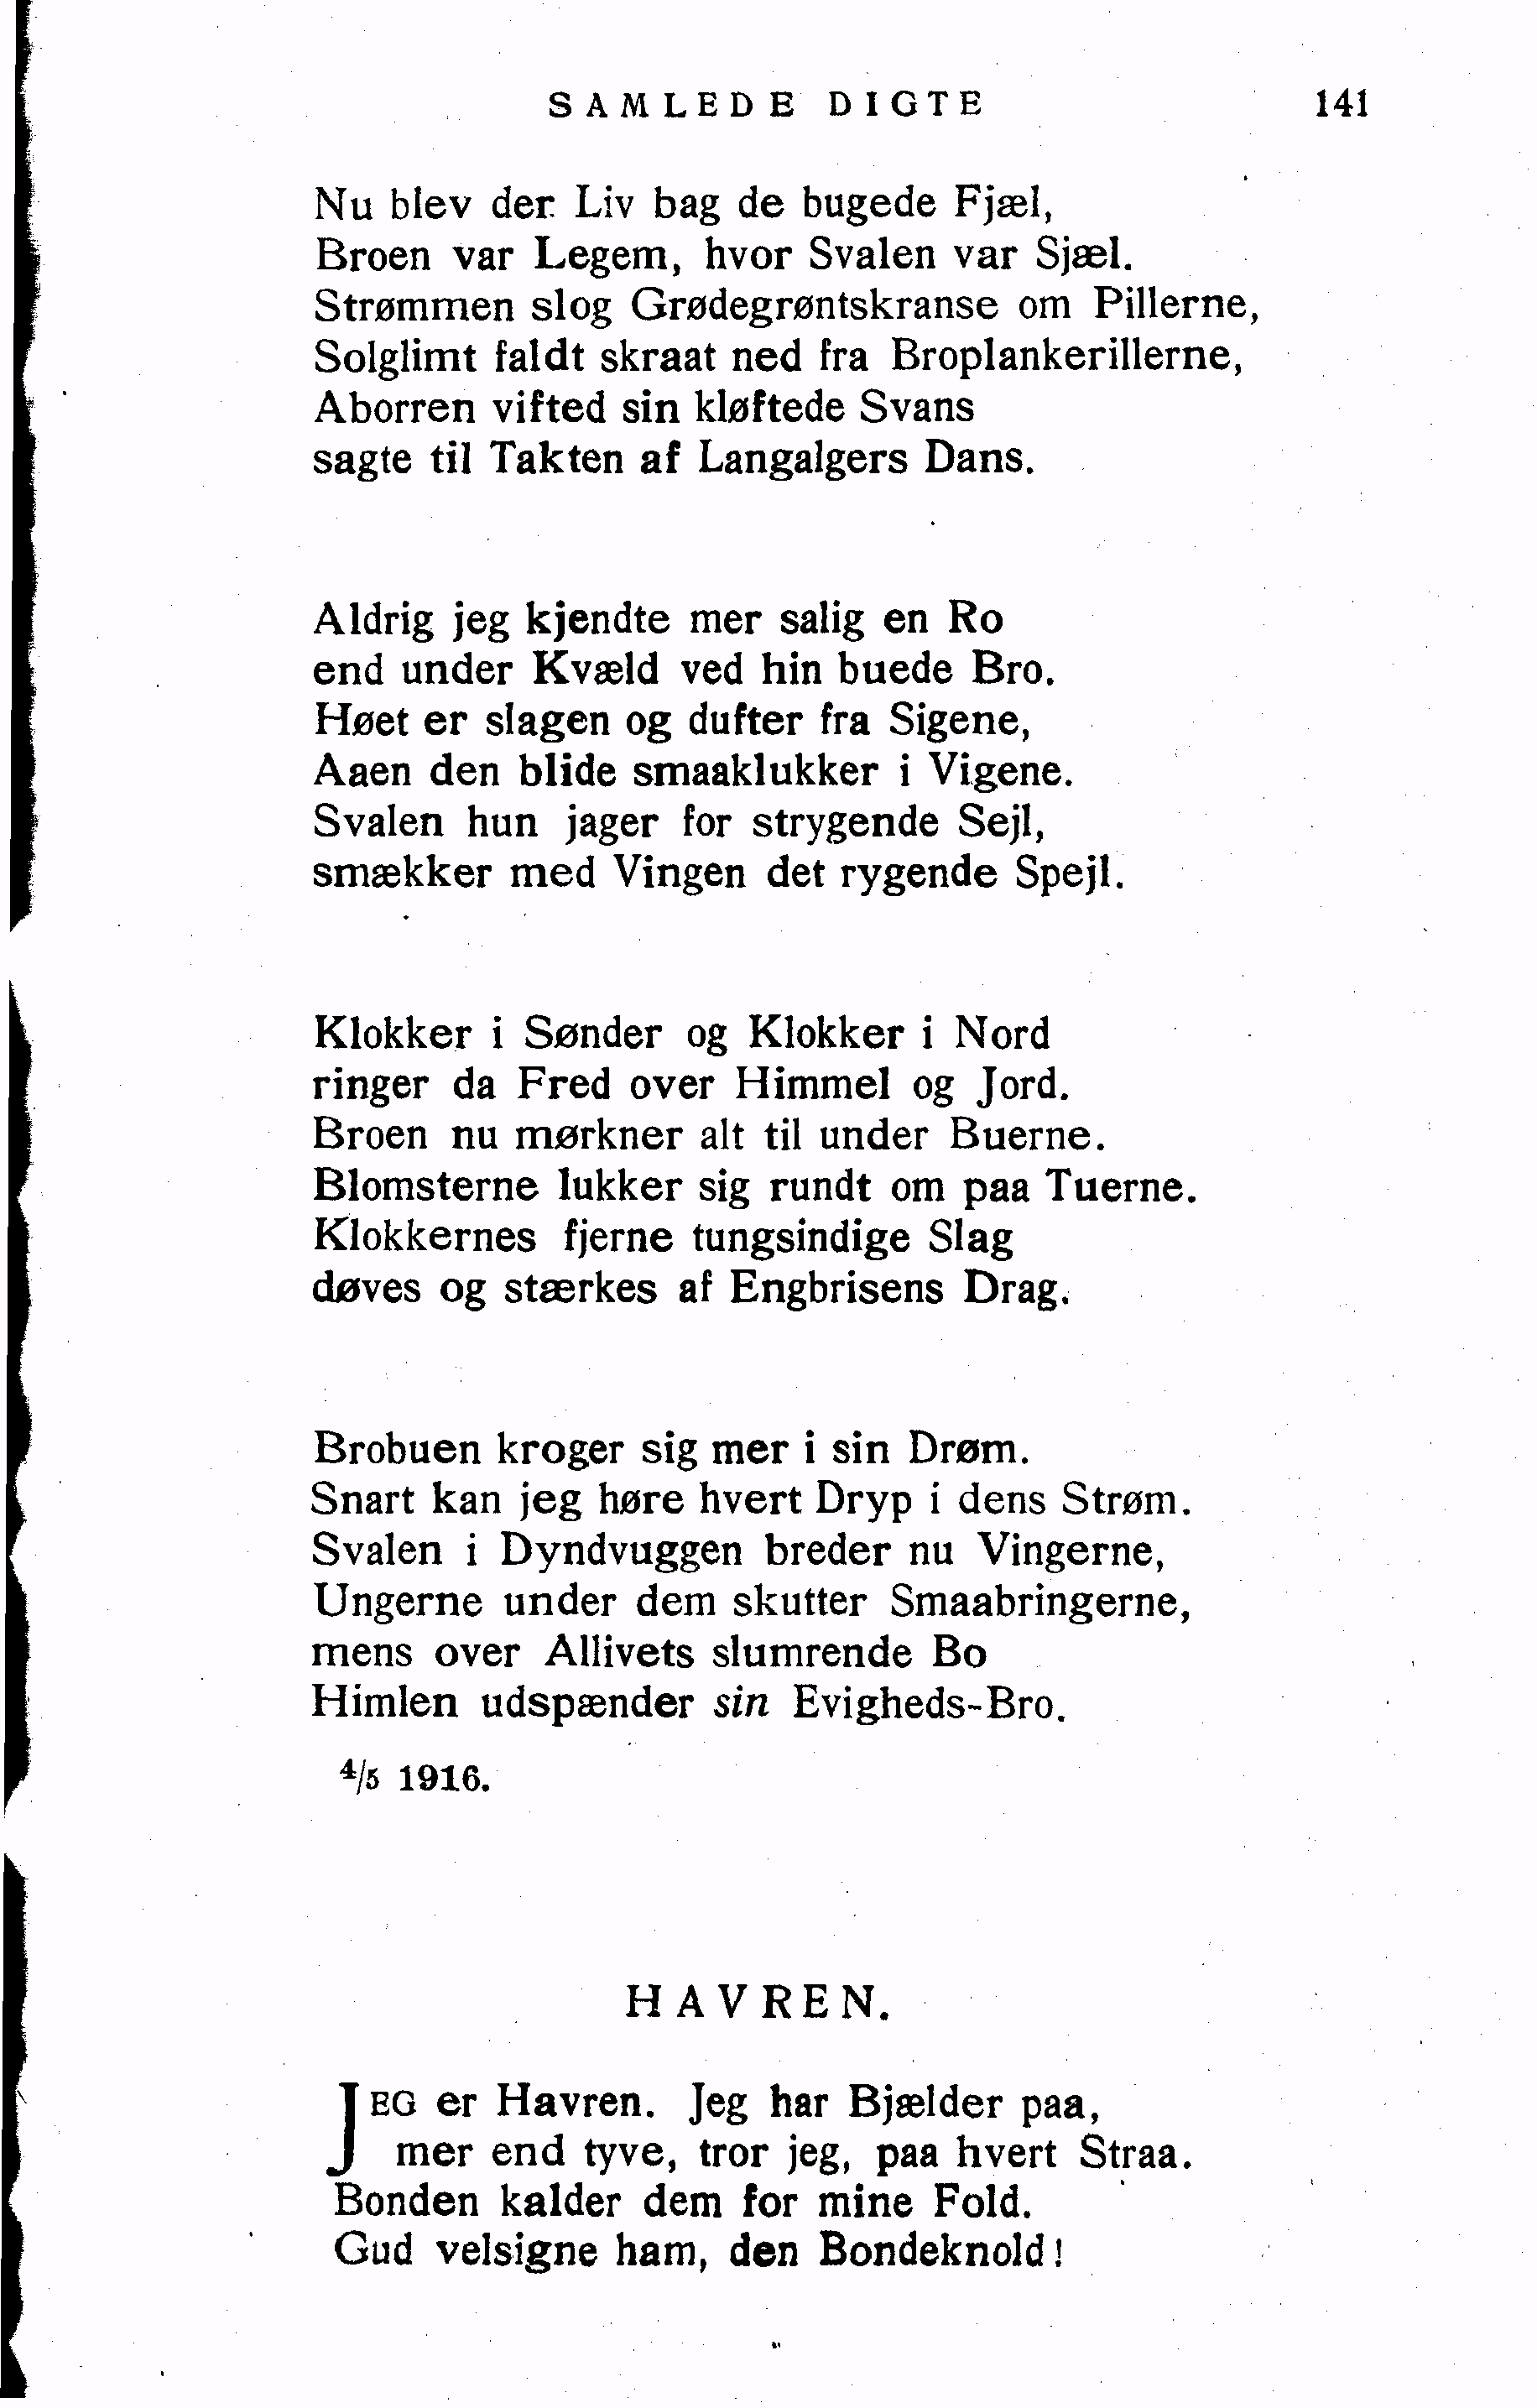 SAMLEDE DIGTE 141
Nu blev der Liv bag de bugede Fjæl,
Broen var Legem, hvor Svalen var Sjæl.
Strømmen slog Grødegrøntskranse om Pillerne,
Solglimt faldt skraat ned fra Broplankerillerne,
Aborren vifted sin kløftede Svans
sagte til Takten af Langalgers Dans.
Aldrig jeg kjendte mer salig en Ro
end under Kvæld ved hin buede Bro.
Høet er slagen og dufter fra Sigene,
Aaen den blide smaaklukker i Vigene.
Svalen hun jager for strygende Sejl,
smækker med Vingen det rygende Spejl.
Klokker i Sønder og Klokker i Nord
ringer da Fred over Himmel og Jord.
Broen nu mørkner alt til under Buerne.
Blomsterne lukker sig rundt om paa Tuerne.
Klokkernes fjerne tungsindige Slag
døves og stærkes af Engbrisens Drag.
Brobuen kroger sig mer i sin Drøm.
Snart kan jeg høre hvert Dryp i dens Strøm.
Svalen i Dyndvuggen breder nu Vingerne,
Ungerne under dem skutter Smaabringerne,
mens over Allivets slumrende Bo
Himlen udspænder sin Evigheds-Bro.
4/5 1916.
HAVREN.
JEG er Havren. Jeg har Bjælder paa,
mer end tyve, tror jeg, paa hvert Straa.
Bonden kalder dem for mine Fold.
Gud velsigne ham, den Bondeknold!